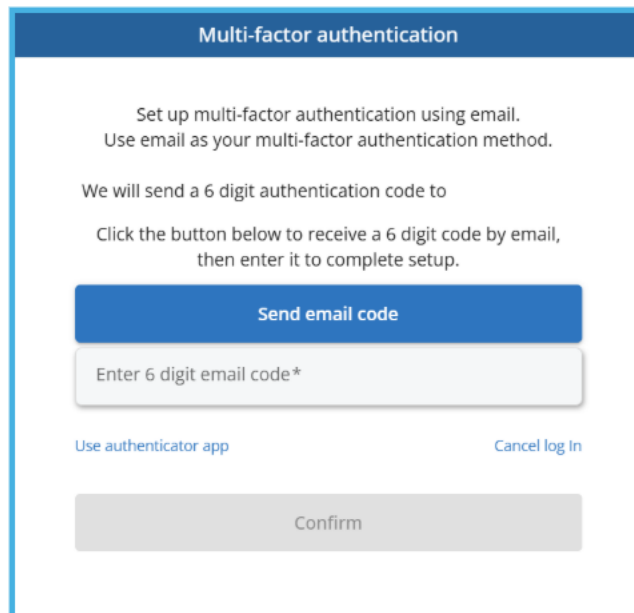 Multi-factor authentication
Set up multi-factor authentication using email.
Use email as your multi-factor authentication method.
We will send a 6 digit authentication code to
Click the button below to receive a 6 digit code by email,
then enter it to complete setup.
Send email code
Enter 6 digit email code*
Use authenticator app
Cancel log In
Confirm